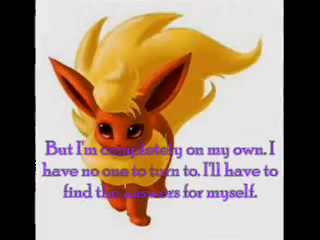 But I'm completely on my own. I
have no one to turn to. I'll have to
find the answers for myself.